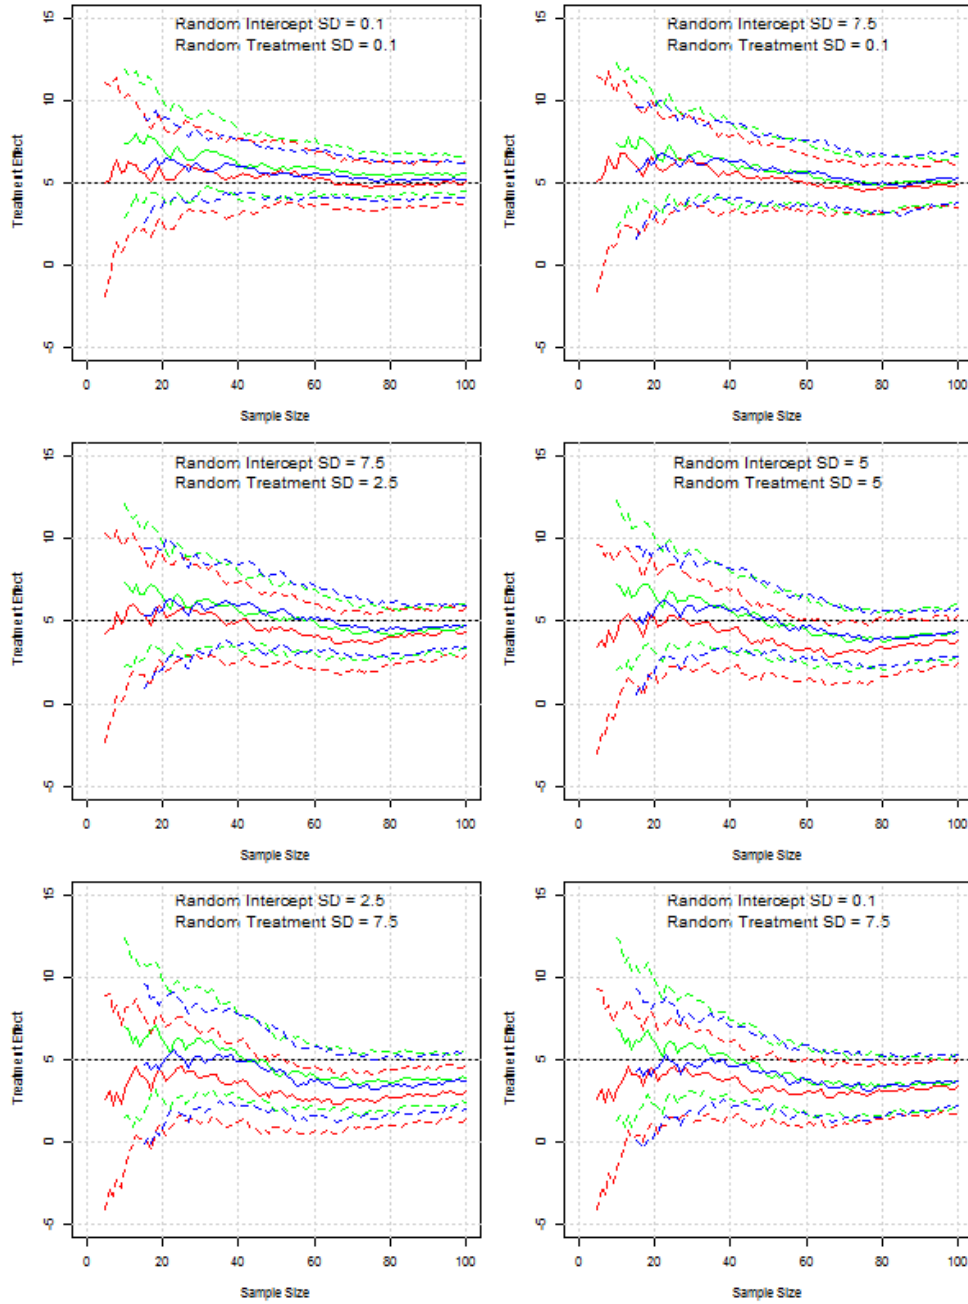 Random Intercept SD = 0.1
Random Treatment SD = 0.1
15
10
5
0
-5
Treatment Effect
0 20 40 60 80 100
Sample Size
Random Intercept SD = 7.5
Random Treatment SD = 0.1
15
10
5
0
-5
Treatment Effect
0 20 40 60 80 100
Sample Size
Random Intercept SD = 7.5
Random Treatment SD = 2.5
15
10
5
0
-5
Treatment Effect
0 20 40 60 80 100
Sample Size
Random Intercept SD = 5
Random Treatment SD = 5
15
10
5
0
-5
Treatment Effect
0 20 40 60 80 100
Sample Size
Random Intercept SD = 2.5
Random Treatment SD = 7.5
15
10
5
0
-5
Treatment Effect
0 20 40 60 80 100
Sample Size
Random Intercept SD = 0.1
Random Treatment SD = 7.5
15
10
5
0
-5
Treatment Effect
0 20 40 60 80 100
Sample Size